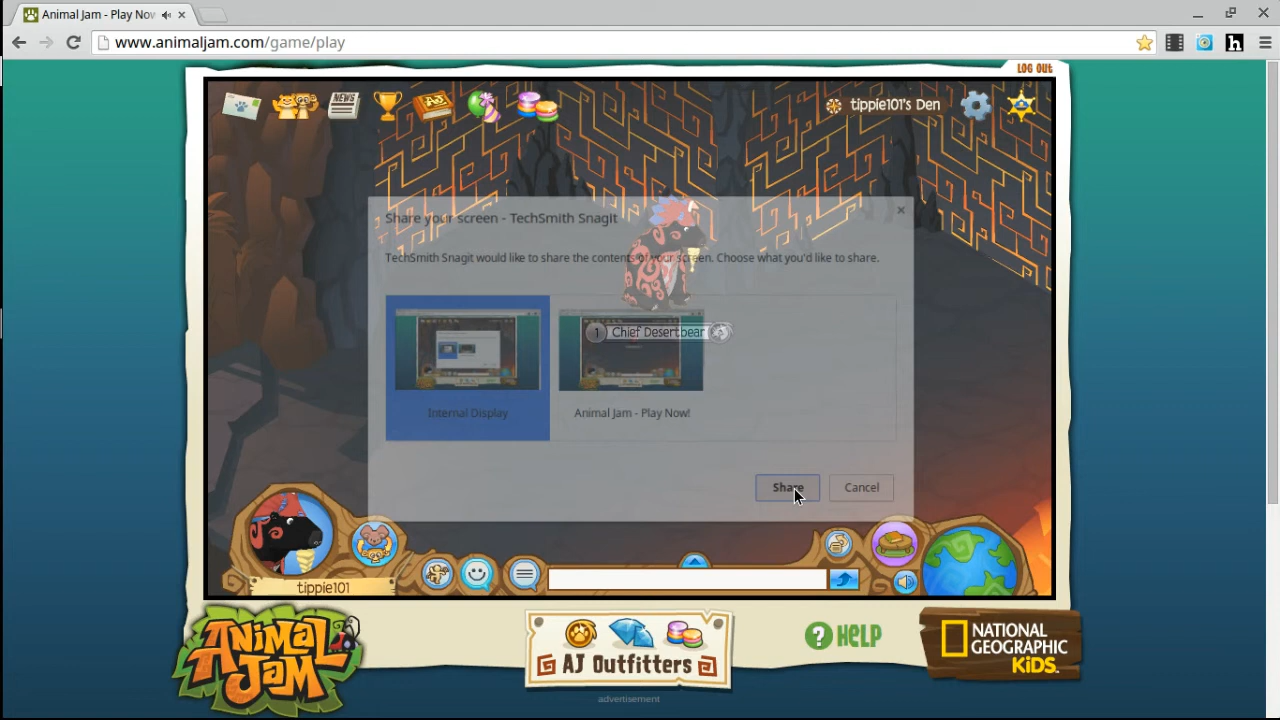 Animal Jam - Play Nov
www.animaljam.com/game/play
LOG OUT
NEWS
AJ
tippie101's Den
Share your screen - TechSmith Snagit
TechSmith Snagit would like to share the contents of your screen. Choose what you'd like to share.
1 Chief Desertbear
Internal Display
Animal Jam - Play Now!
Share
Cancel
tippie101
ANIMAL
JAM
AJ Outfitters
? HELP
NATIONAL
GEOGRAPHIC
KiDS
h
advertisement